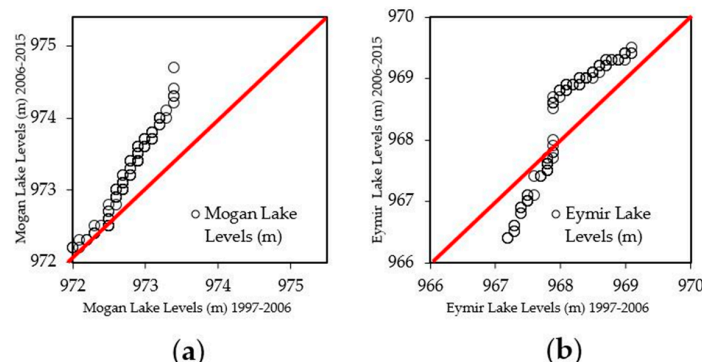 975
974
973
972
972
973
974
975
Mogan Lake Levels (m) 2006-2015
Mogan Lake Levels (m) 1997-2006
Mogan Lake
Levels (m)
(a)
970
969
968
967
966
966
967
968
969
970
Eymir Lake Levels (m) 2006-2015
Eymir Lake Levels (m) 1997-2006
Eymir Lake
Levels (m)
(b)